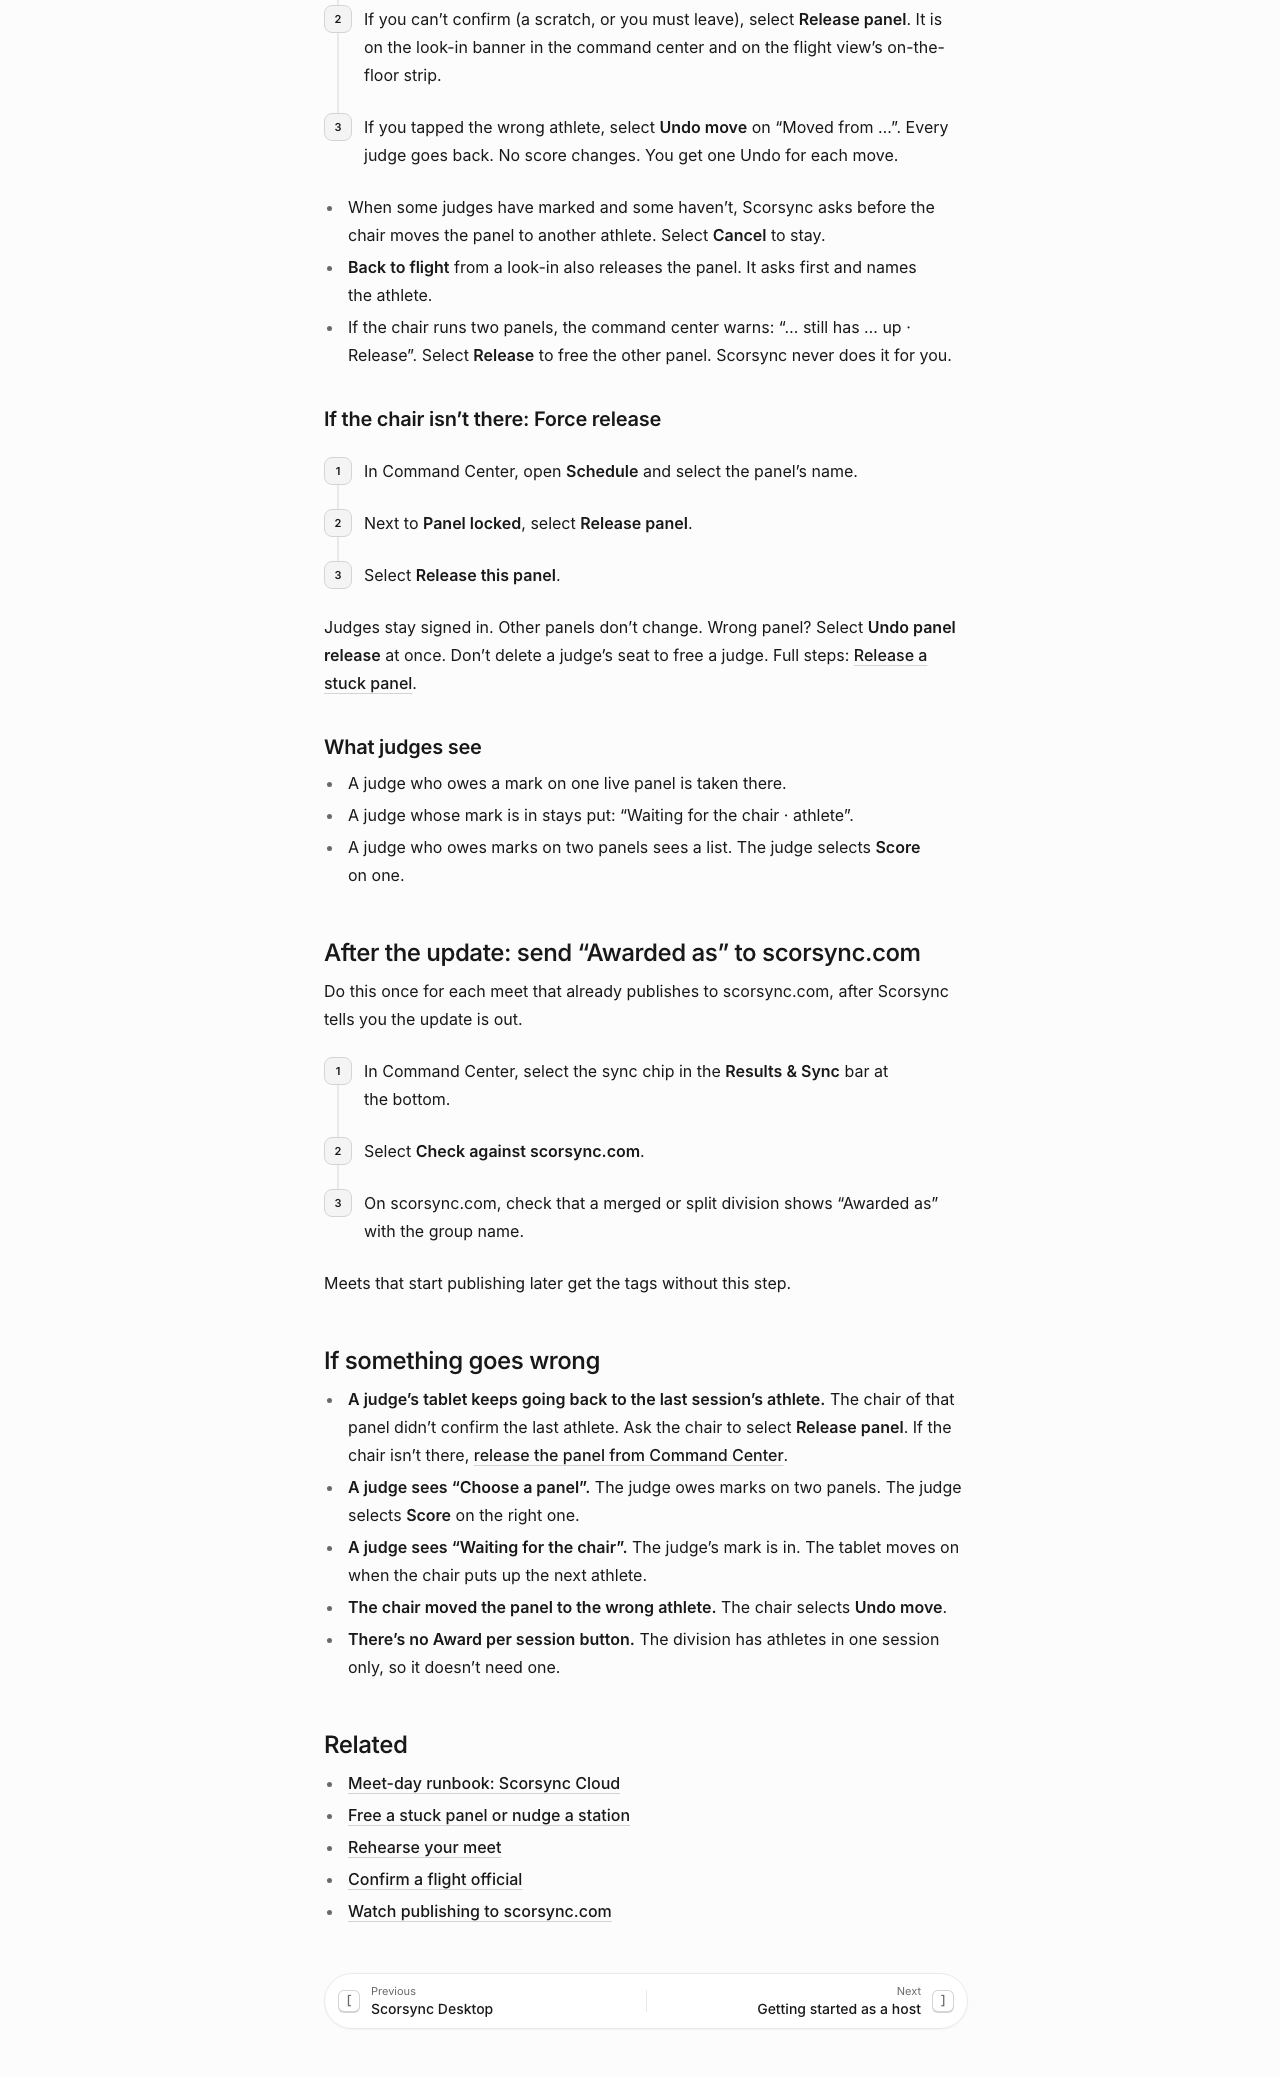 2
If you can’t confirm (a scratch, or you must leave), select Release panel. It is
on the look-in banner in the command center and on the flight view’s on-the-
floor strip.
3
If you tapped the wrong athlete, select Undo move on “Moved from …”. Every
judge goes back. No score changes. You get one Undo for each move.
• When some judges have marked and some haven’t, Scorsync asks before the
chair moves the panel to another athlete. Select Cancel to stay.
• Back to flight from a look-in also releases the panel. It asks first and names
the athlete.
• If the chair runs two panels, the command center warns: “… still has … up ·
Release”. Select Release to free the other panel. Scorsync never does it for you.
If the chair isn’t there: Force release
1
In Command Center, open Schedule and select the panel’s name.
2
Next to Panel locked, select Release panel.
3
Select Release this panel.
Judges stay signed in. Other panels don’t change. Wrong panel? Select Undo panel
release at once. Don’t delete a judge’s seat to free a judge. Full steps: Release a
stuck panel.
What judges see
• A judge who owes a mark on one live panel is taken there.
• A judge whose mark is in stays put: “Waiting for the chair · athlete”.
• A judge who owes marks on two panels sees a list. The judge selects Score
on one.
After the update: send “Awarded as” to scorsync.com
Do this once for each meet that already publishes to scorsync.com, after Scorsync
tells you the update is out.
1
In Command Center, select the sync chip in the Results & Sync bar at
the bottom.
2
Select Check against scorsync.com.
3
On scorsync.com, check that a merged or split division shows “Awarded as”
with the group name.
Meets that start publishing later get the tags without this step.
If something goes wrong
• A judge’s tablet keeps going back to the last session’s athlete. The chair of that
panel didn’t confirm the last athlete. Ask the chair to select Release panel. If the
chair isn’t there, release the panel from Command Center.
• A judge sees “Choose a panel”. The judge owes marks on two panels. The judge
selects Score on the right one.
• A judge sees “Waiting for the chair”. The judge’s mark is in. The tablet moves on
when the chair puts up the next athlete.
• The chair moved the panel to the wrong athlete. The chair selects Undo move.
• There’s no Award per session button. The division has athletes in one session
only, so it doesn’t need one.
Related
• Meet-day runbook: Scorsync Cloud
• Free a stuck panel or nudge a station
• Rehearse your meet
• Confirm a flight official
• Watch publishing to scorsync.com
[
Previous
Scorsync Desktop
Next
Getting started as a host
]